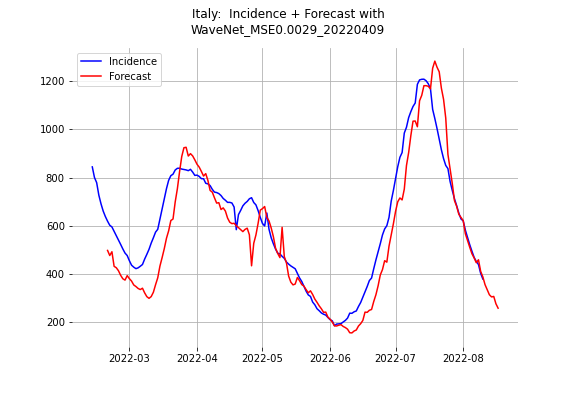 Italy:  Incidence + Forecast with
WaveNet_MSE0.0029_20220409
Incidence
Forecast
1200
1000
800
600
400
200
2022-03 2022-04 2022-05 2022-06 2022-07 2022-08